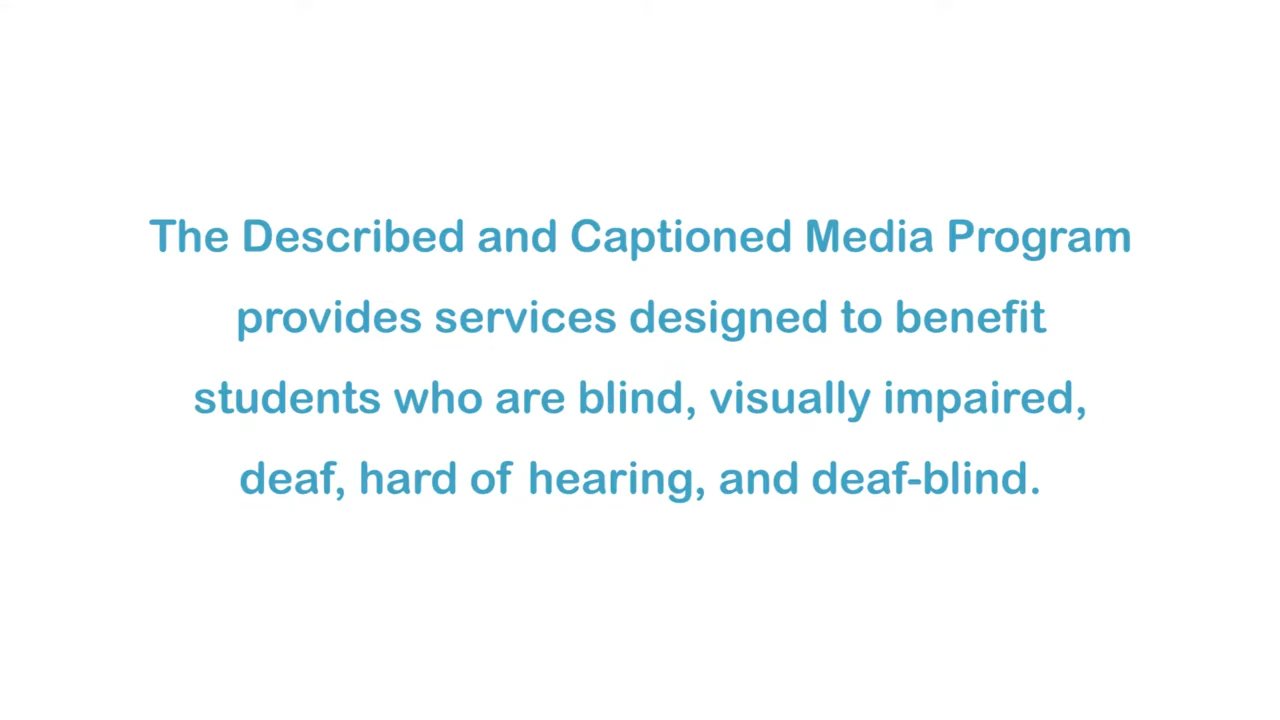 The Described and Captioned Media Program
provides services designed to benefit
students who are blind, visually impaired,
deaf, hard of hearing, and deaf-blind.